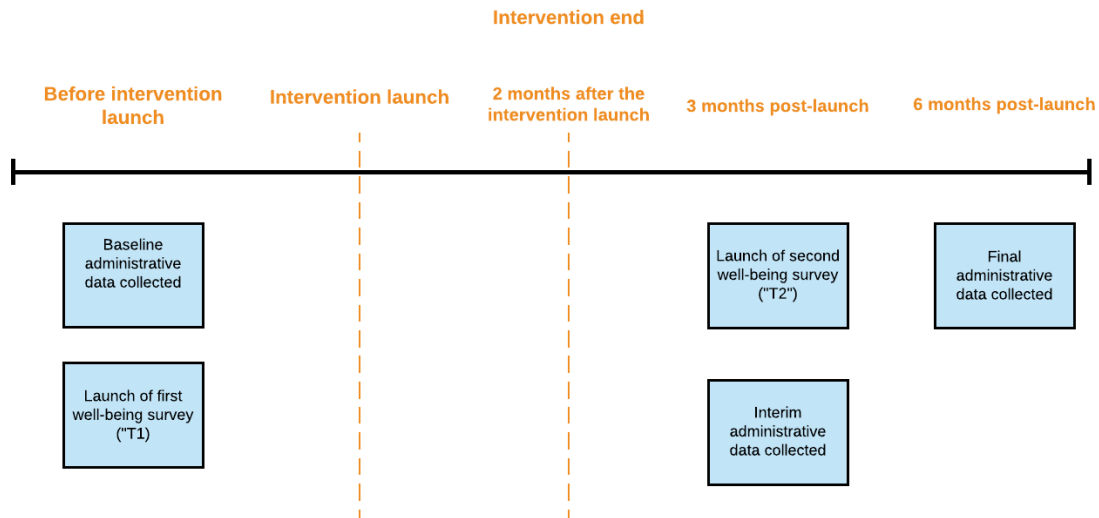 Intervention end
Before intervention
launch
Intervention launch
2 months after the
intervention launch
3 months post-launch
6 months post-launch
Baseline
administrative
data collected
Launch of first
well-being survey
("T1)
Launch of second
well-being survey
("T2")
Interim
administrative
data collected
Final
administrative
data collected